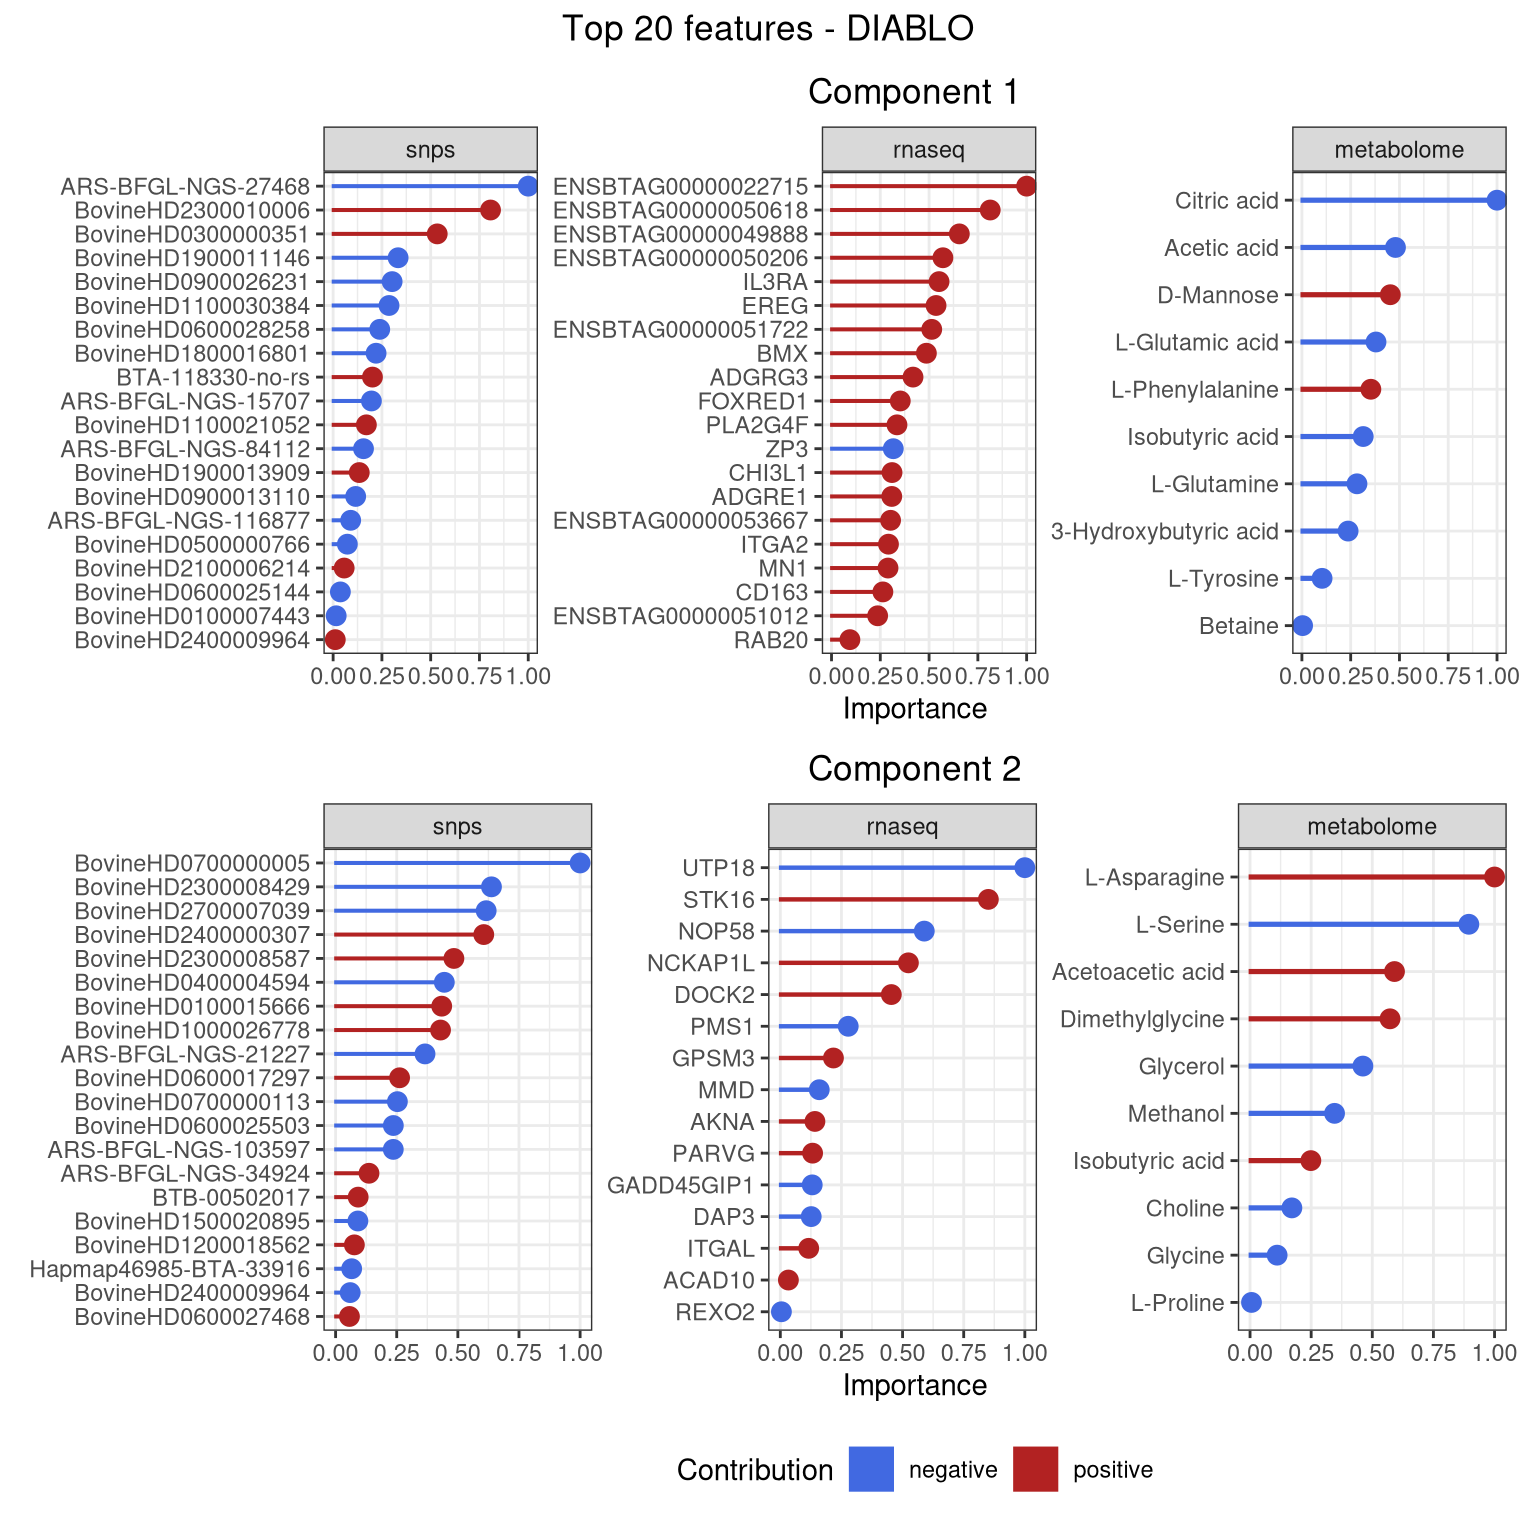 Top 20 features - DIABLO
Component 1
snps
ARS-BFGL-NGS-27468
BovineHD2300010006
BovineHD0300000351
BovineHD1900011146
BovineHD0900026231
BovineHD1100030384
BovineHD0600028258
BovineHD1800016801
BTA-118330-no-rs
ARS-BFGL-NGS-15707
BovineHD1100021052
ARS-BFGL-NGS-84112
BovineHD1900013909
BovineHD0900013110
ARS-BFGL-NGS-116877
BovineHD0500000766
BovineHD2100006214
BovineHD0600025144
BovineHD0100007443
BovineHD2400009964
0.00 0.25 0.50 0.75 1.00
rnaseq
ENSBTAG00000022715
ENSBTAG00000050618
ENSBTAG00000049888
ENSBTAG00000050206
IL3RA
EREG
ENSBTAG00000051722
BMX
ADGRG3
FOXRED1
PLA2G4F
ZP3
CHI3L1
ADGRE1
ENSBTAG00000053667
ITGA2
MN1
CD163
ENSBTAG00000051012
RAB20
0.00 0.25 0.50 0.75 1.00
Importance
metabolome
Citric acid
Acetic acid
D-Mannose
L-Glutamic acid
L-Phenylalanine
Isobutyric acid
L-Glutamine
3-Hydroxybutyric acid
L-Tyrosine
Betaine
0.00 0.25 0.50 0.75 1.00
Component 2
snps
BovineHD0700000005
BovineHD2300008429
BovineHD2700007039
BovineHD2400000307
BovineHD2300008587
BovineHD0400004594
BovineHD0100015666
BovineHD1000026778
ARS-BFGL-NGS-21227
BovineHD0600017297
BovineHD0700000113
BovineHD0600025503
ARS-BFGL-NGS-103597
ARS-BFGL-NGS-34924
BTB-00502017
BovineHD1500020895
BovineHD1200018562
Hapmap46985-BTA-33916
BovineHD2400009964
BovineHD0600027468
0.00 0.25 0.50 0.75 1.00
rnaseq
UTP18
STK16
NOP58
NCKAP1L
DOCK2
PMS1
GPSM3
MMD
AKNA
PARVG
GADD45GIP1
DAP3
ITGAL
ACAD10
REXO2
0.00 0.25 0.50 0.75 1.00
Importance
metabolome
L-Asparagine
L-Serine
Acetoacetic acid
Dimethylglycine
Glycerol
Methanol
Isobutyric acid
Choline
Glycine
L-Proline
0.00 0.25 0.50 0.75 1.00
Contribution negative positive